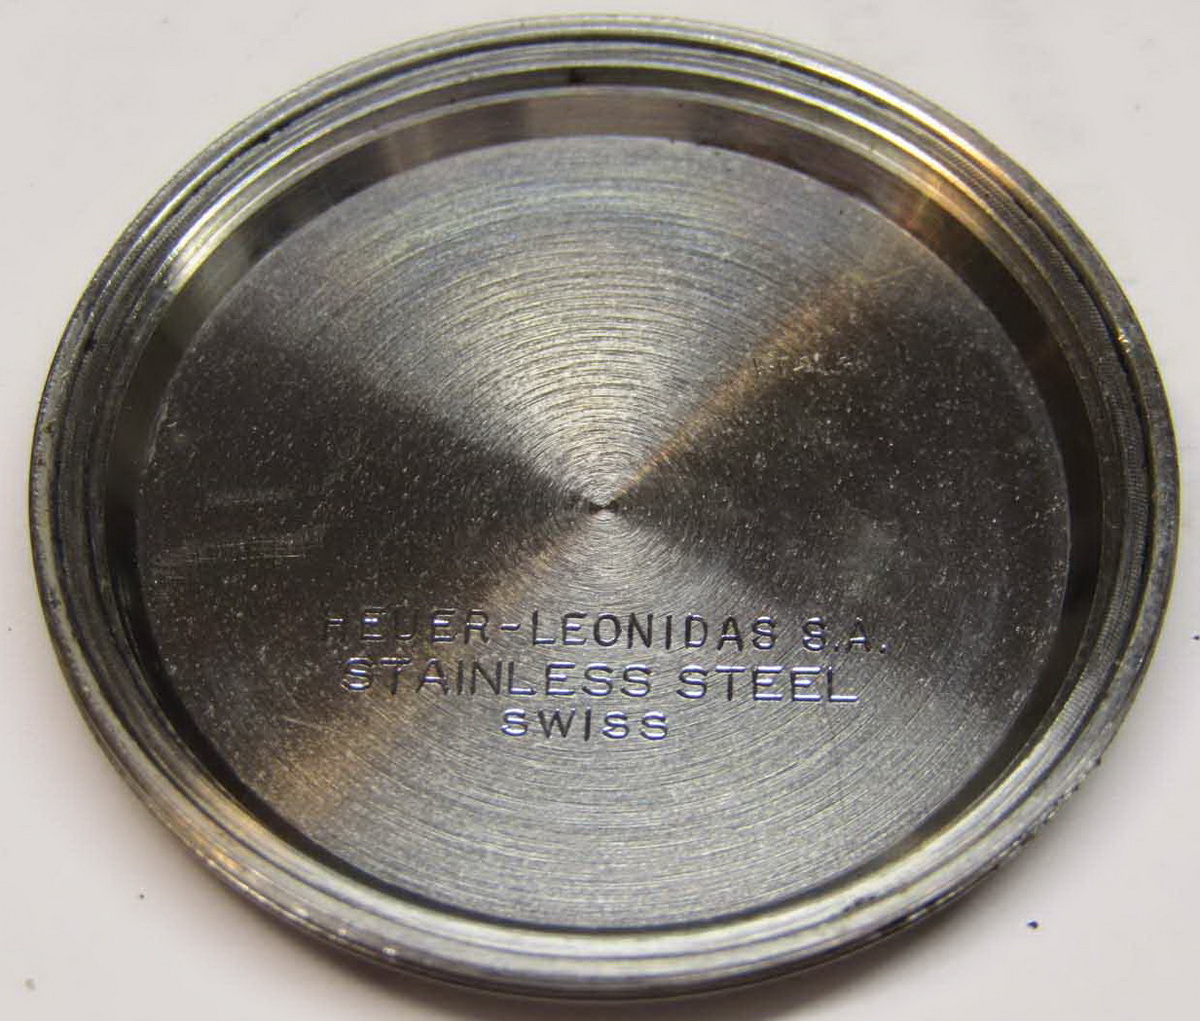 HEUER-LEONIDAS S.A.
STAINLESS STEEL
SWISS